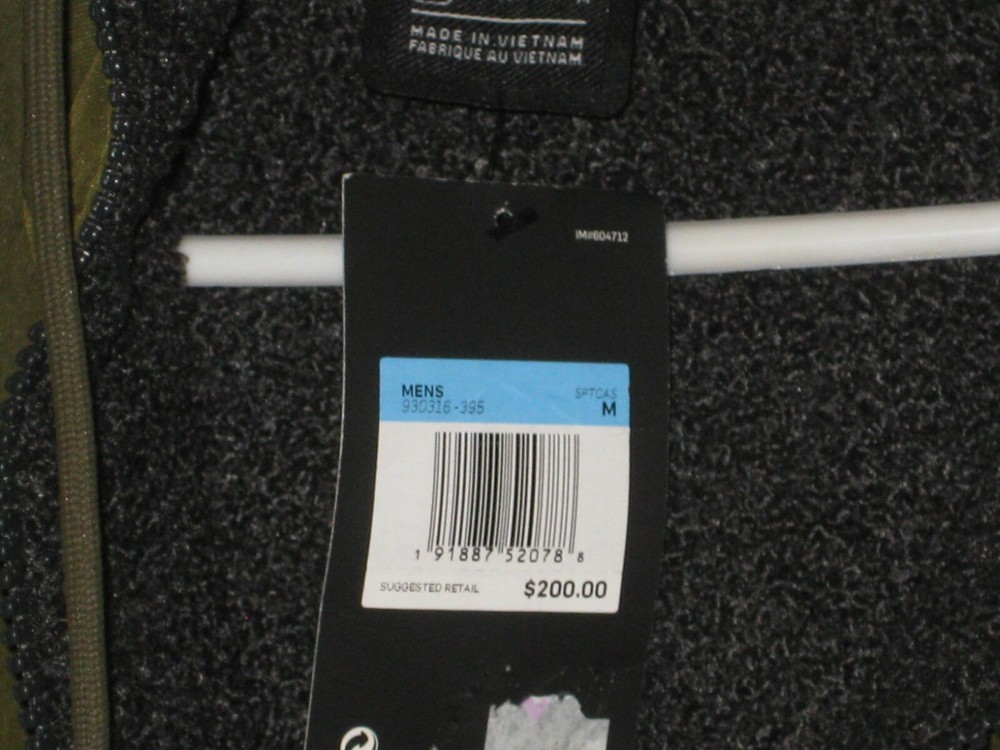 MADE IN VIETNAM
FABRIQUE AU VIETNAM
IM#604712
MENS
SPTCAS
930316-395
M
1 91887 52078 8
SUGGESTED RETAIL
$200.00